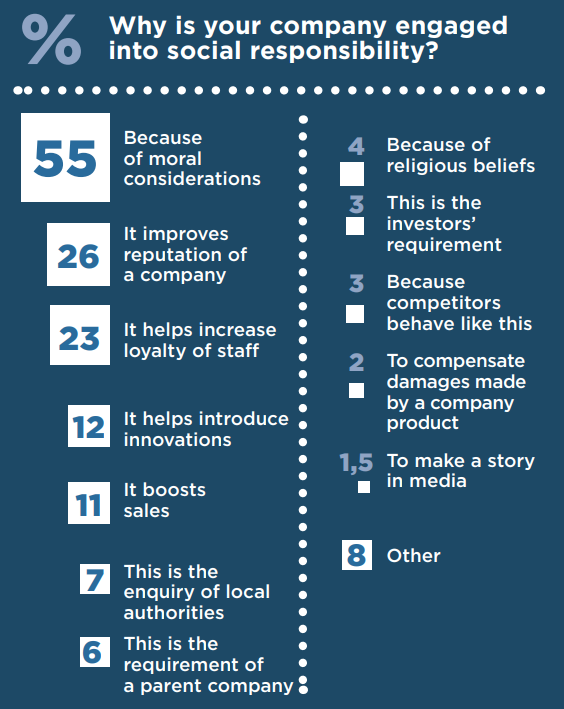 %
Why is your company engaged
into social responsibility?
55
Because
of moral
considerations
26
It improves
reputation of
a company
23
It helps increase
loyalty of staff
12
It helps introduce
innovations
11
It boosts
sales
7
This is the
enquiry of local
authorities
6
This is the
requirement of
a parent company
4
Because of
religious beliefs
3
This is the
investors’
requirement
3
Because
competitors
behave like this
2
To compensate
damages made
by a company
product
1,5
To make a story
in media
8
Other